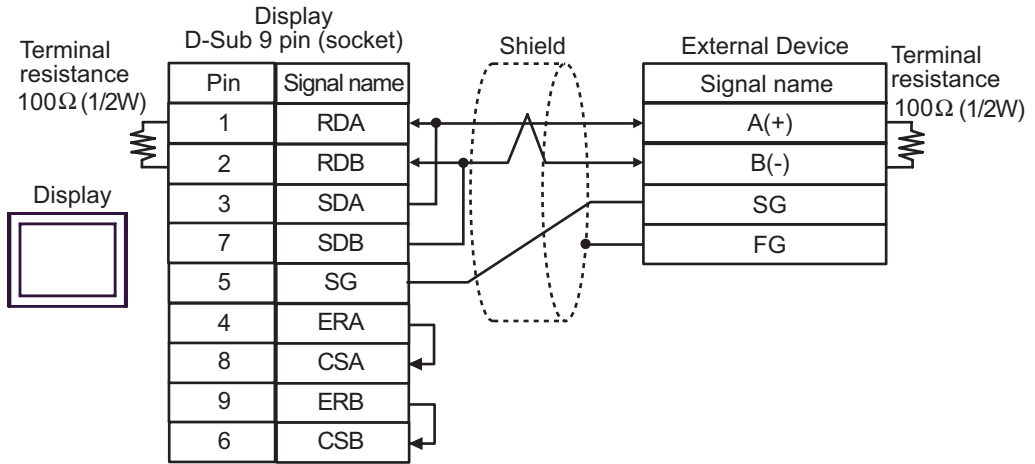 Display
D-Sub 9 pin (socket)
Terminal
resistance
100Ω (1/2W)
Shield
External Device
Terminal
resistance
100Ω (1/2W)
Pin Signal name
Signal name
1 RDA
A(+)
2 RDB
B(-)
3 SDA
SG
Display
7 SDB
FG
5 SG
4 ERA
8 CSA
9 ERB
6 CSB